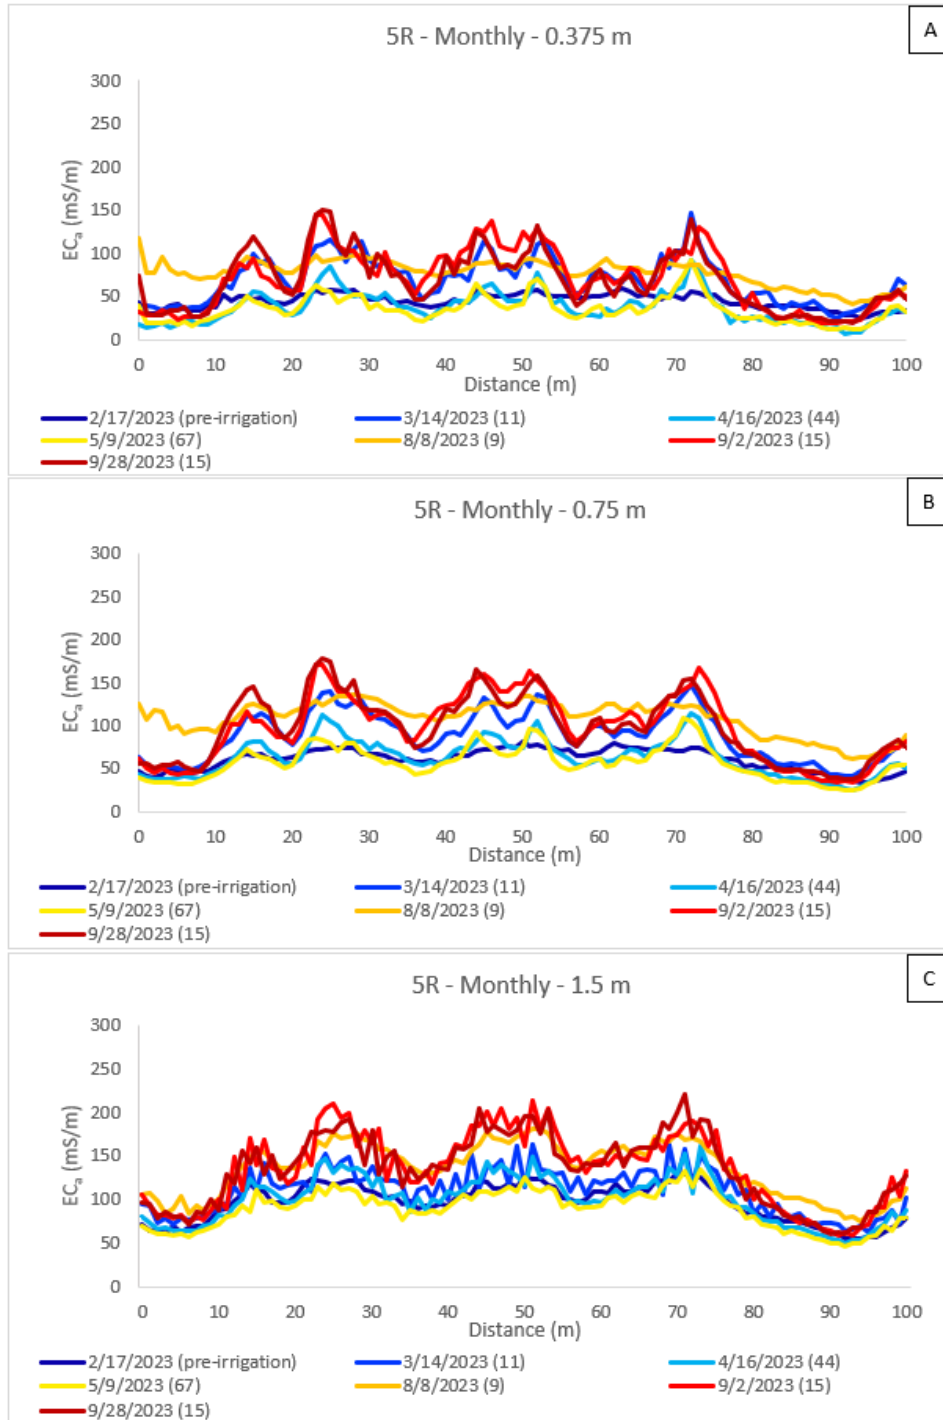 A
5R - Monthly - 0.375 m
300
250
200
150
100
50
0
ECa (mS/m)
0 10 20 30 40 50 60 70 80 90 100
Distance (m)
2/17/2023 (pre-irrigation) 3/14/2023 (11) 4/16/2023 (44)
5/9/2023 (67) 8/8/2023 (9) 9/2/2023 (15)
9/28/2023 (15)
B
5R - Monthly - 0.75 m
300
250
200
150
100
50
0
ECa (mS/m)
0 10 20 30 40 50 60 70 80 90 100
Distance (m)
2/17/2023 (pre-irrigation) 3/14/2023 (11) 4/16/2023 (44)
5/9/2023 (67) 8/8/2023 (9) 9/2/2023 (15)
9/28/2023 (15)
C
5R - Monthly - 1.5 m
300
250
200
150
100
50
0
ECa (mS/m)
0 10 20 30 40 50 60 70 80 90 100
Distance (m)
2/17/2023 (pre-irrigation) 3/14/2023 (11) 4/16/2023 (44)
5/9/2023 (67) 8/8/2023 (9) 9/2/2023 (15)
9/28/2023 (15)